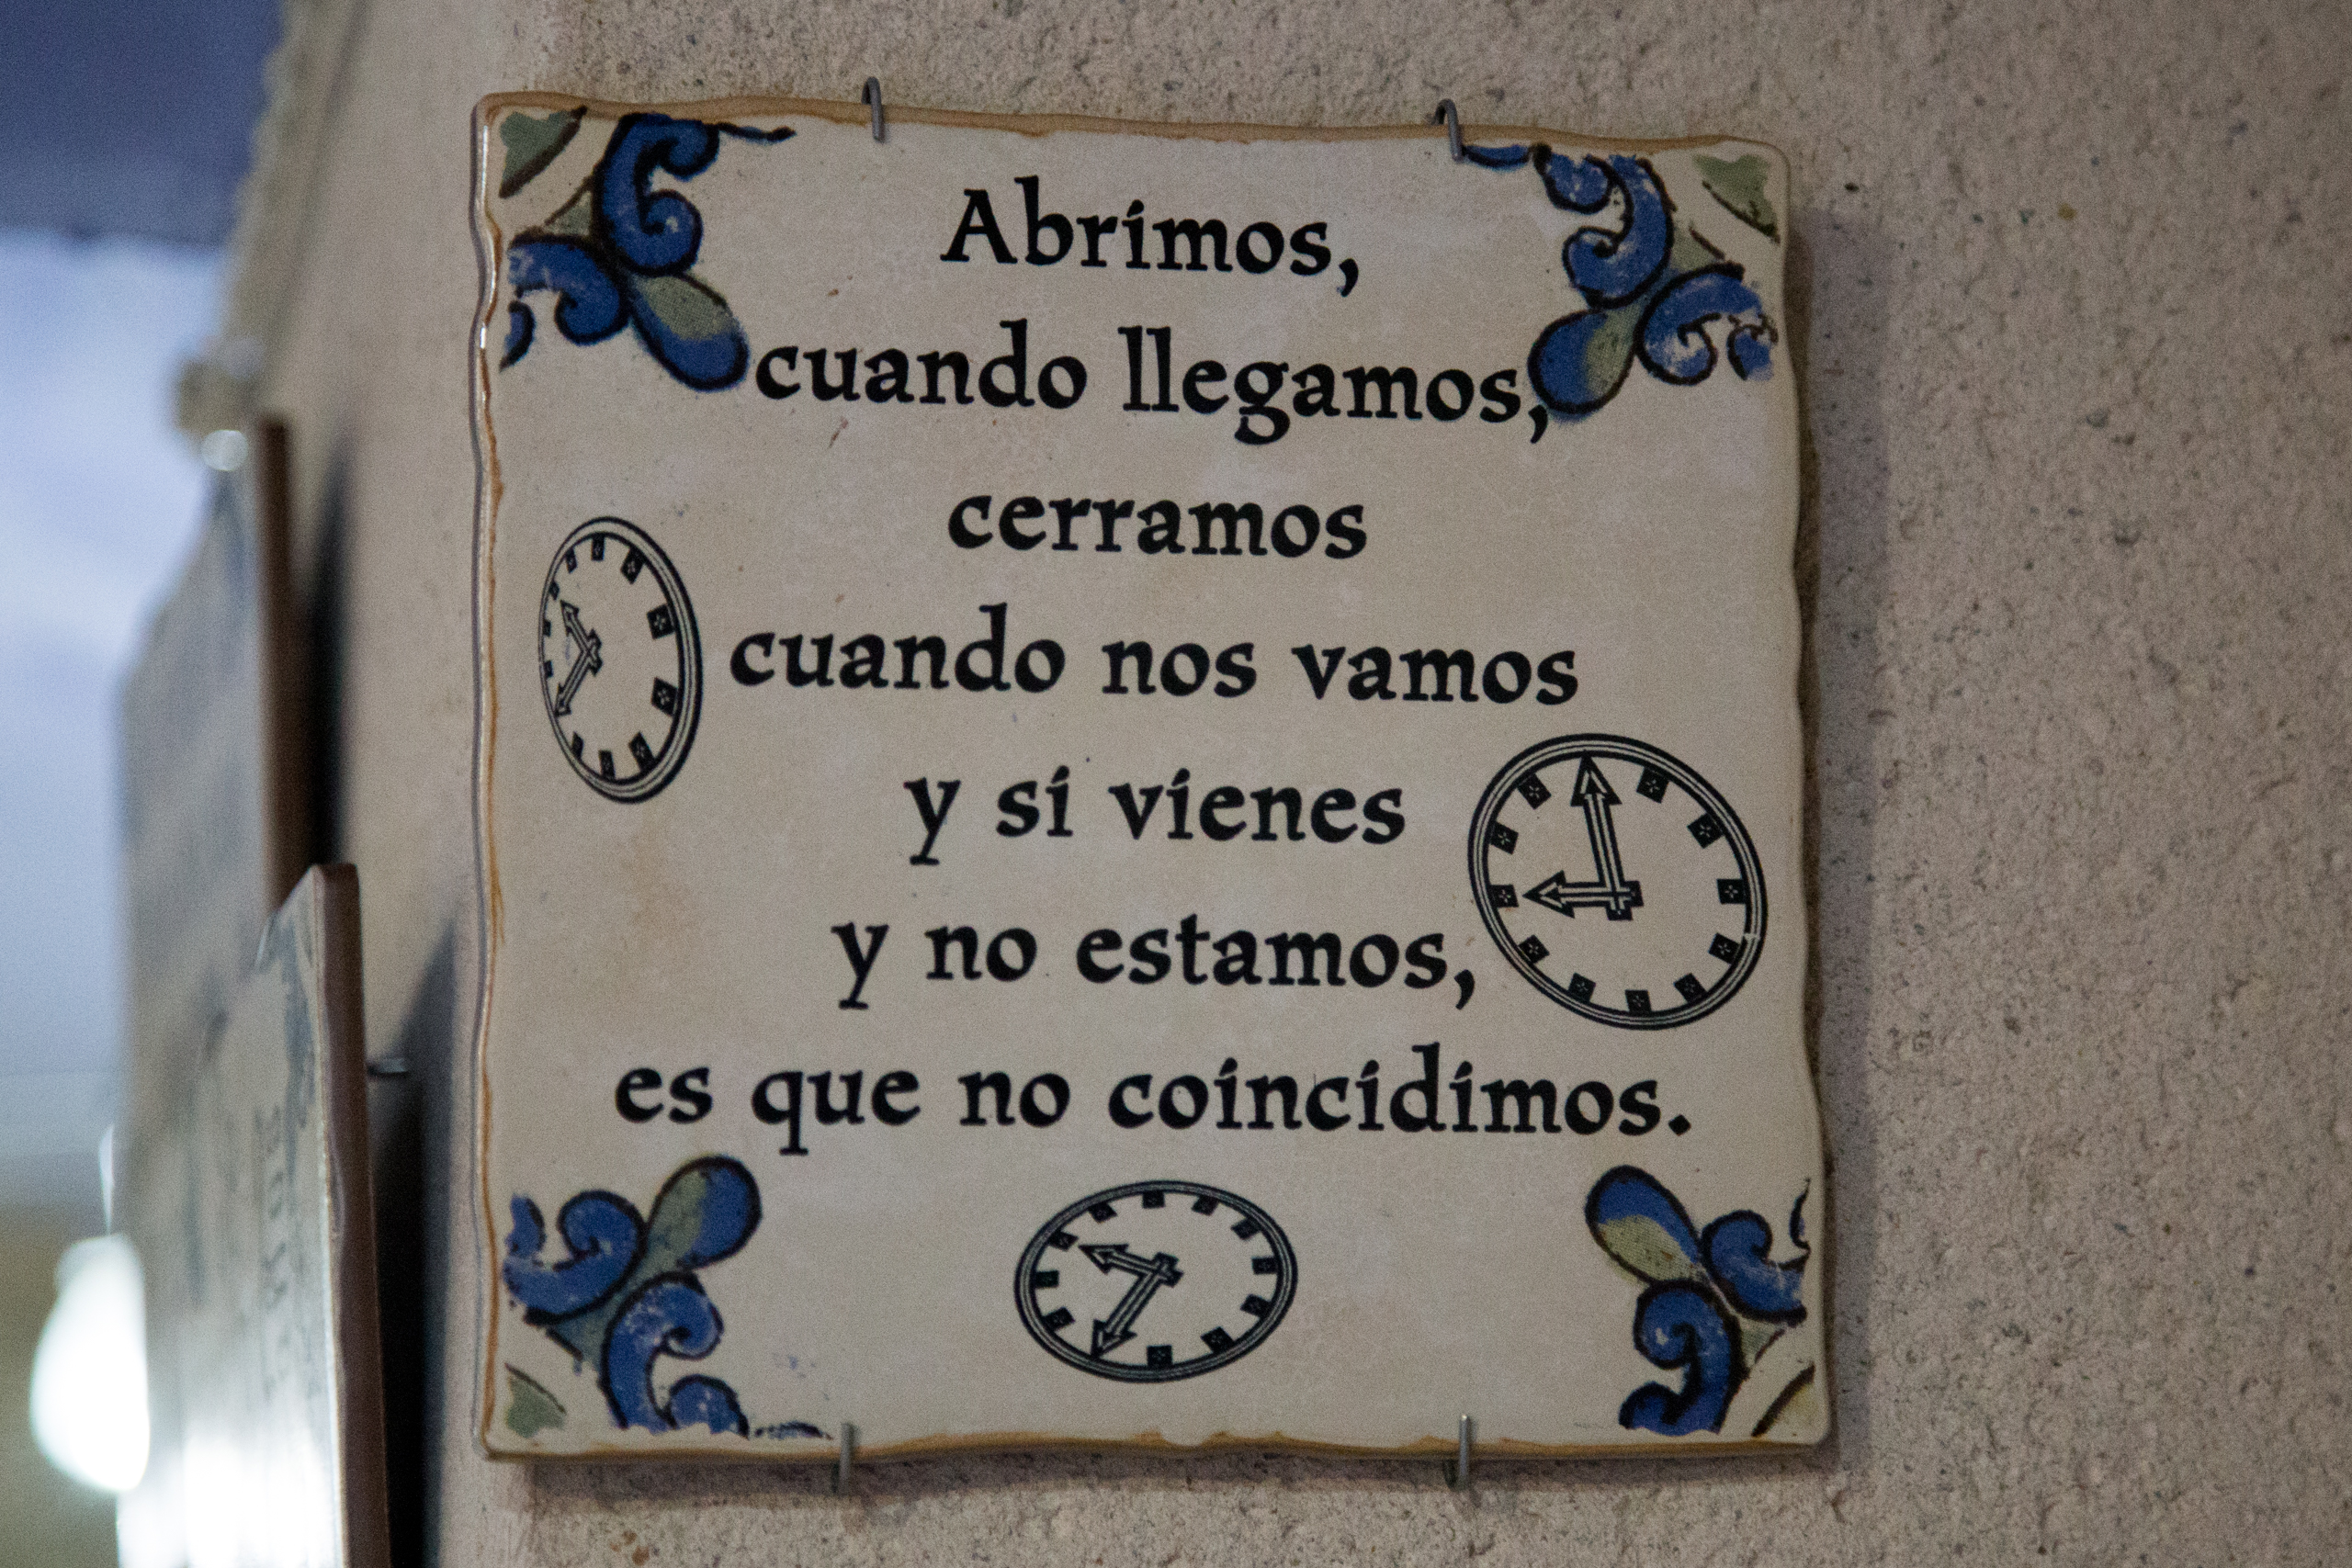 Abrimos,
cuando llegamos,
cerramos
cuando nos vamos
y si vienes
y no estamos,
es que no coincidimos.